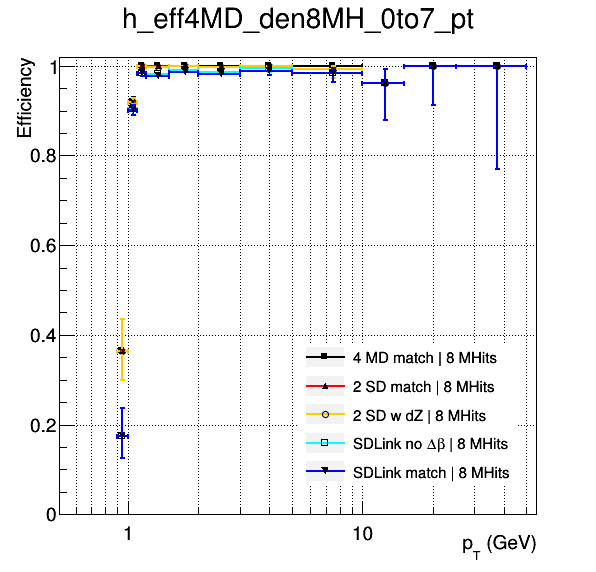 h_eff4MD_den8MH_0to7_pt
Efficiency
1
0.8
0.6
0.4
0.2
0
4 MD match | 8 MHits
2 SD match | 8 MHits
2 SD w dZ | 8 MHits
SDLink no Δβ | 8 MHits
SDLink match | 8 MHits
1
10
p_T (GeV)